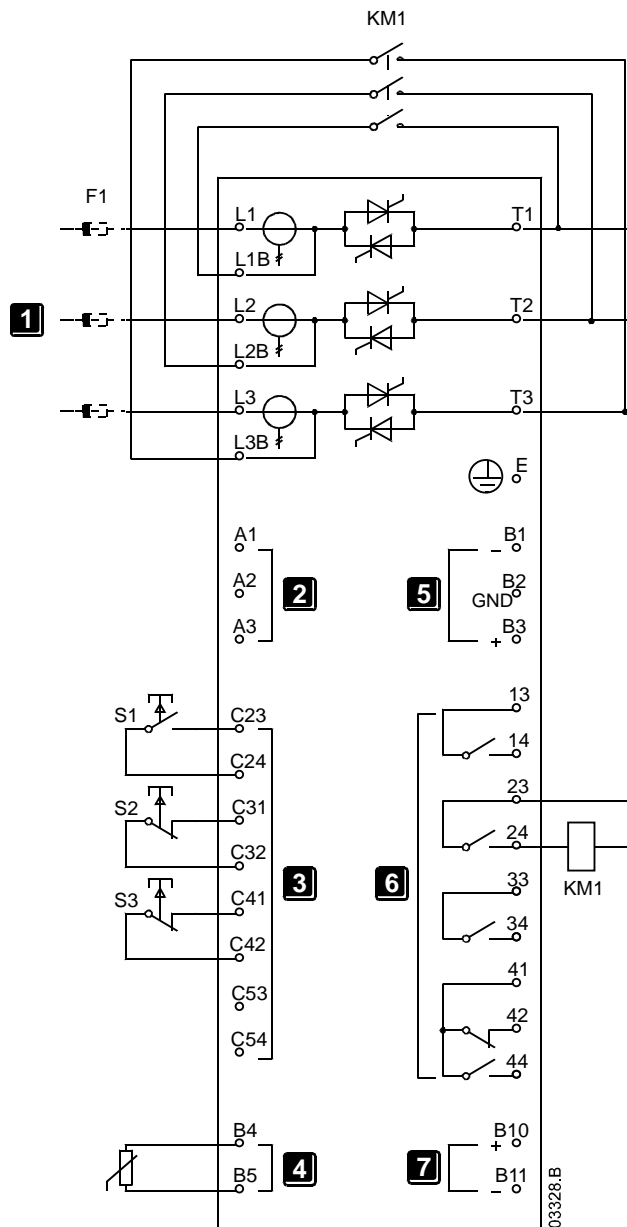 KM1
F1
L1
T1
L1B
1
L2
T2
L2B
L3
T3
L3B
E
A1
B1
−
A2
2
5
B2
GND
A3
B3
+
13
S1
C23
14
C24
23
S2
C31
24
C32
3
6
KM1
33
S3
C41
34
C42
41
C53
42
C54
44
B4
B10
+
4
7
B5
B11
−
03328.B